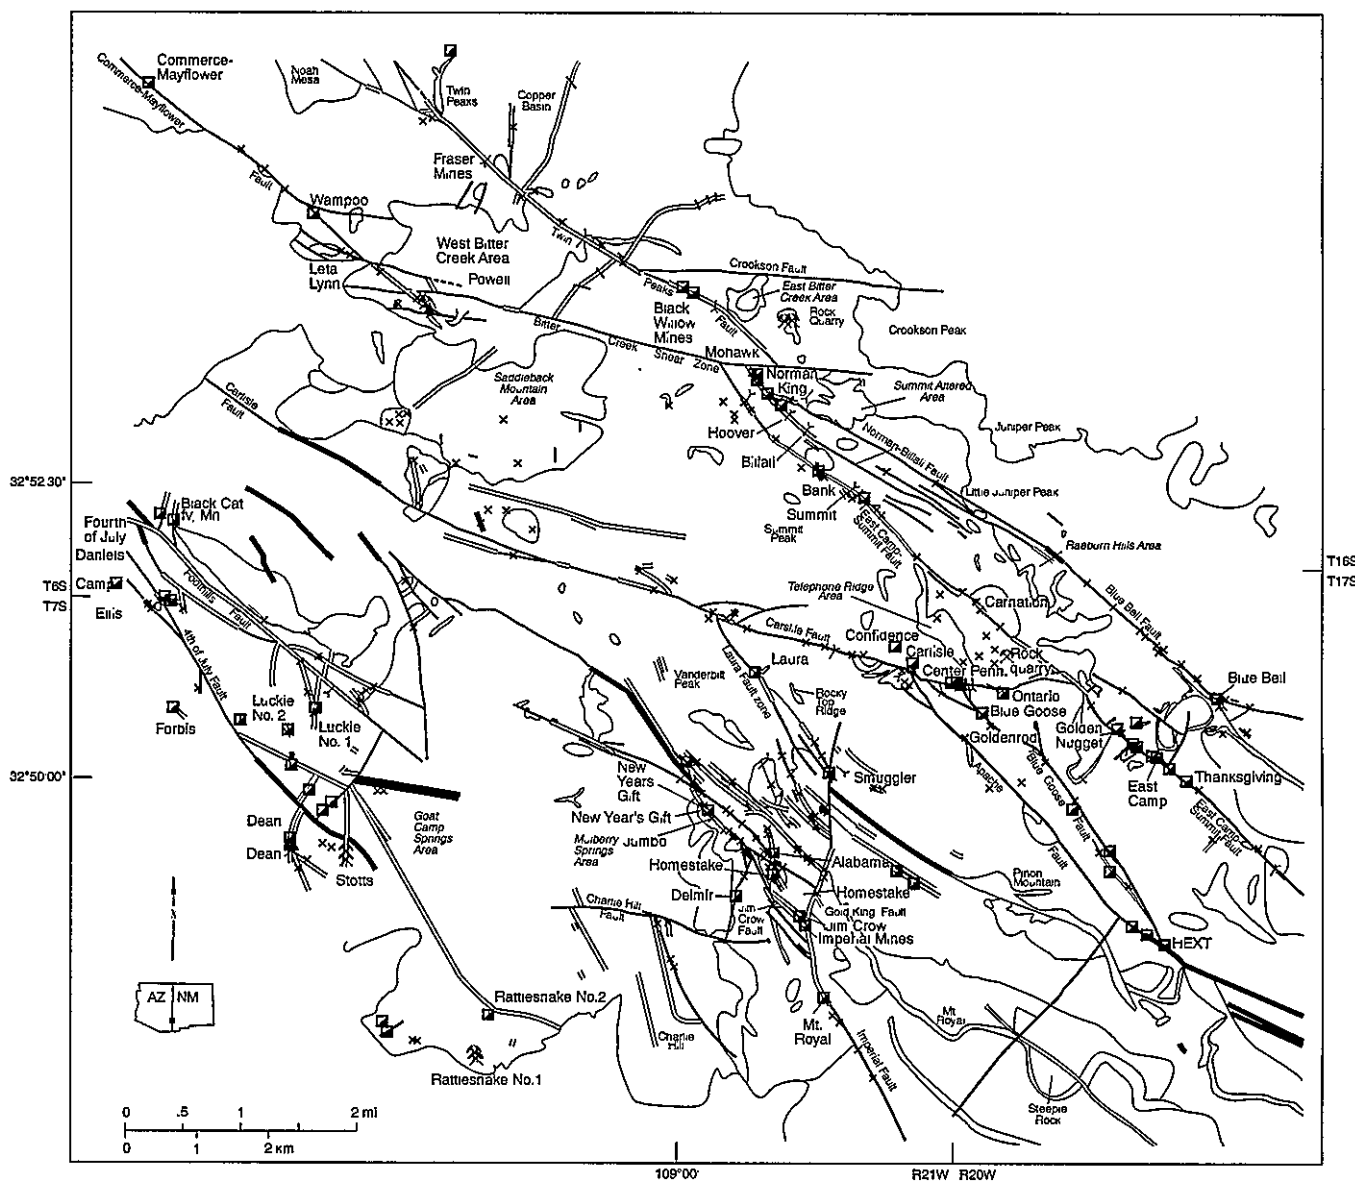 Commerce-
Mayflower
Commerce-Mayflower
Fault
Noah
Mesa
Twin
Peaks
Copper
Basin
Fraser
Mines
Wampoo
West Bitter
Creek Area
Leta
Lynn
Powell
Twin
Peaks
Fault
Crookson Fault
East Bitter
Creek Area
Rock
Quarry
Crookson Peak
Black
Willow
Mines
Bitter
Creek
Shear
Zone
Mohawk
Norman
King
Summit Altered
Area
Saddleback
Mountain
Area
Carlisle
Fault
Hoover
Billali
Norman-Billali Fault
Juniper Peak
32°52'30"
Bank
Summit
Little Juniper Peak
Summit
Peak
East Camp-
Summit Fault
Raeburn Hills Area
Black Cat
Fourth
of July
Daniels
Camp
Ellis
T6S
T7S
T16S
T17S
Foothills
Fault
4th of July Fault
Telephone Ridge
Area
Carnation
Blue Bell Fault
Carlisle Fault
Confidence
Carlisle
Center Penn.
Rock
quarry
Laura
Laura Fault zone
Vanderbilt
Peak
Rocky
Top
Ridge
Ontario
Blue Goose
Blue Bell
Luckie
No. 2
Luckie
No. 1
Forbis
Goldenrod
Golden
Nugget
32°50'00"
New
Years
Gift
Smuggler
Apache
Fault
Blue Goose
Fault
Thanksgiving
East
Camp
East Camp-
Summit Fault
New Year's Gift
Jumbo
Mulberry
Springs
Area
Goat
Camp
Springs
Area
Dean
Dean
Stotts
Homestake
Alabama
Homestake
Delmir
Pinon
Mountain
Charlie Hill
Fault
Jim
Crow
Fault
Gold King Fault
Jim Crow
Imperial Mines
HEXT
AZ NM
Rattlesnake No.2
Rattlesnake No.1
Charlie
Hill
Mt.
Royal
Imperial Fault
Mt
Royal
Steeple
Rock
0 .5 1 2 mi
0 1 2 km
109°00'
R21W R20W